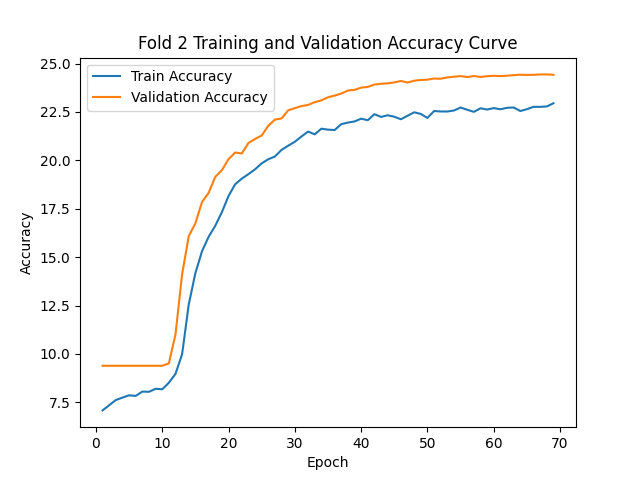 Fold 2 Training and Validation Accuracy Curve
Train Accuracy
Validation Accuracy
25.0
22.5
20.0
17.5
15.0
12.5
10.0
7.5
Accuracy
0 10 20 30 40 50 60 70
Epoch